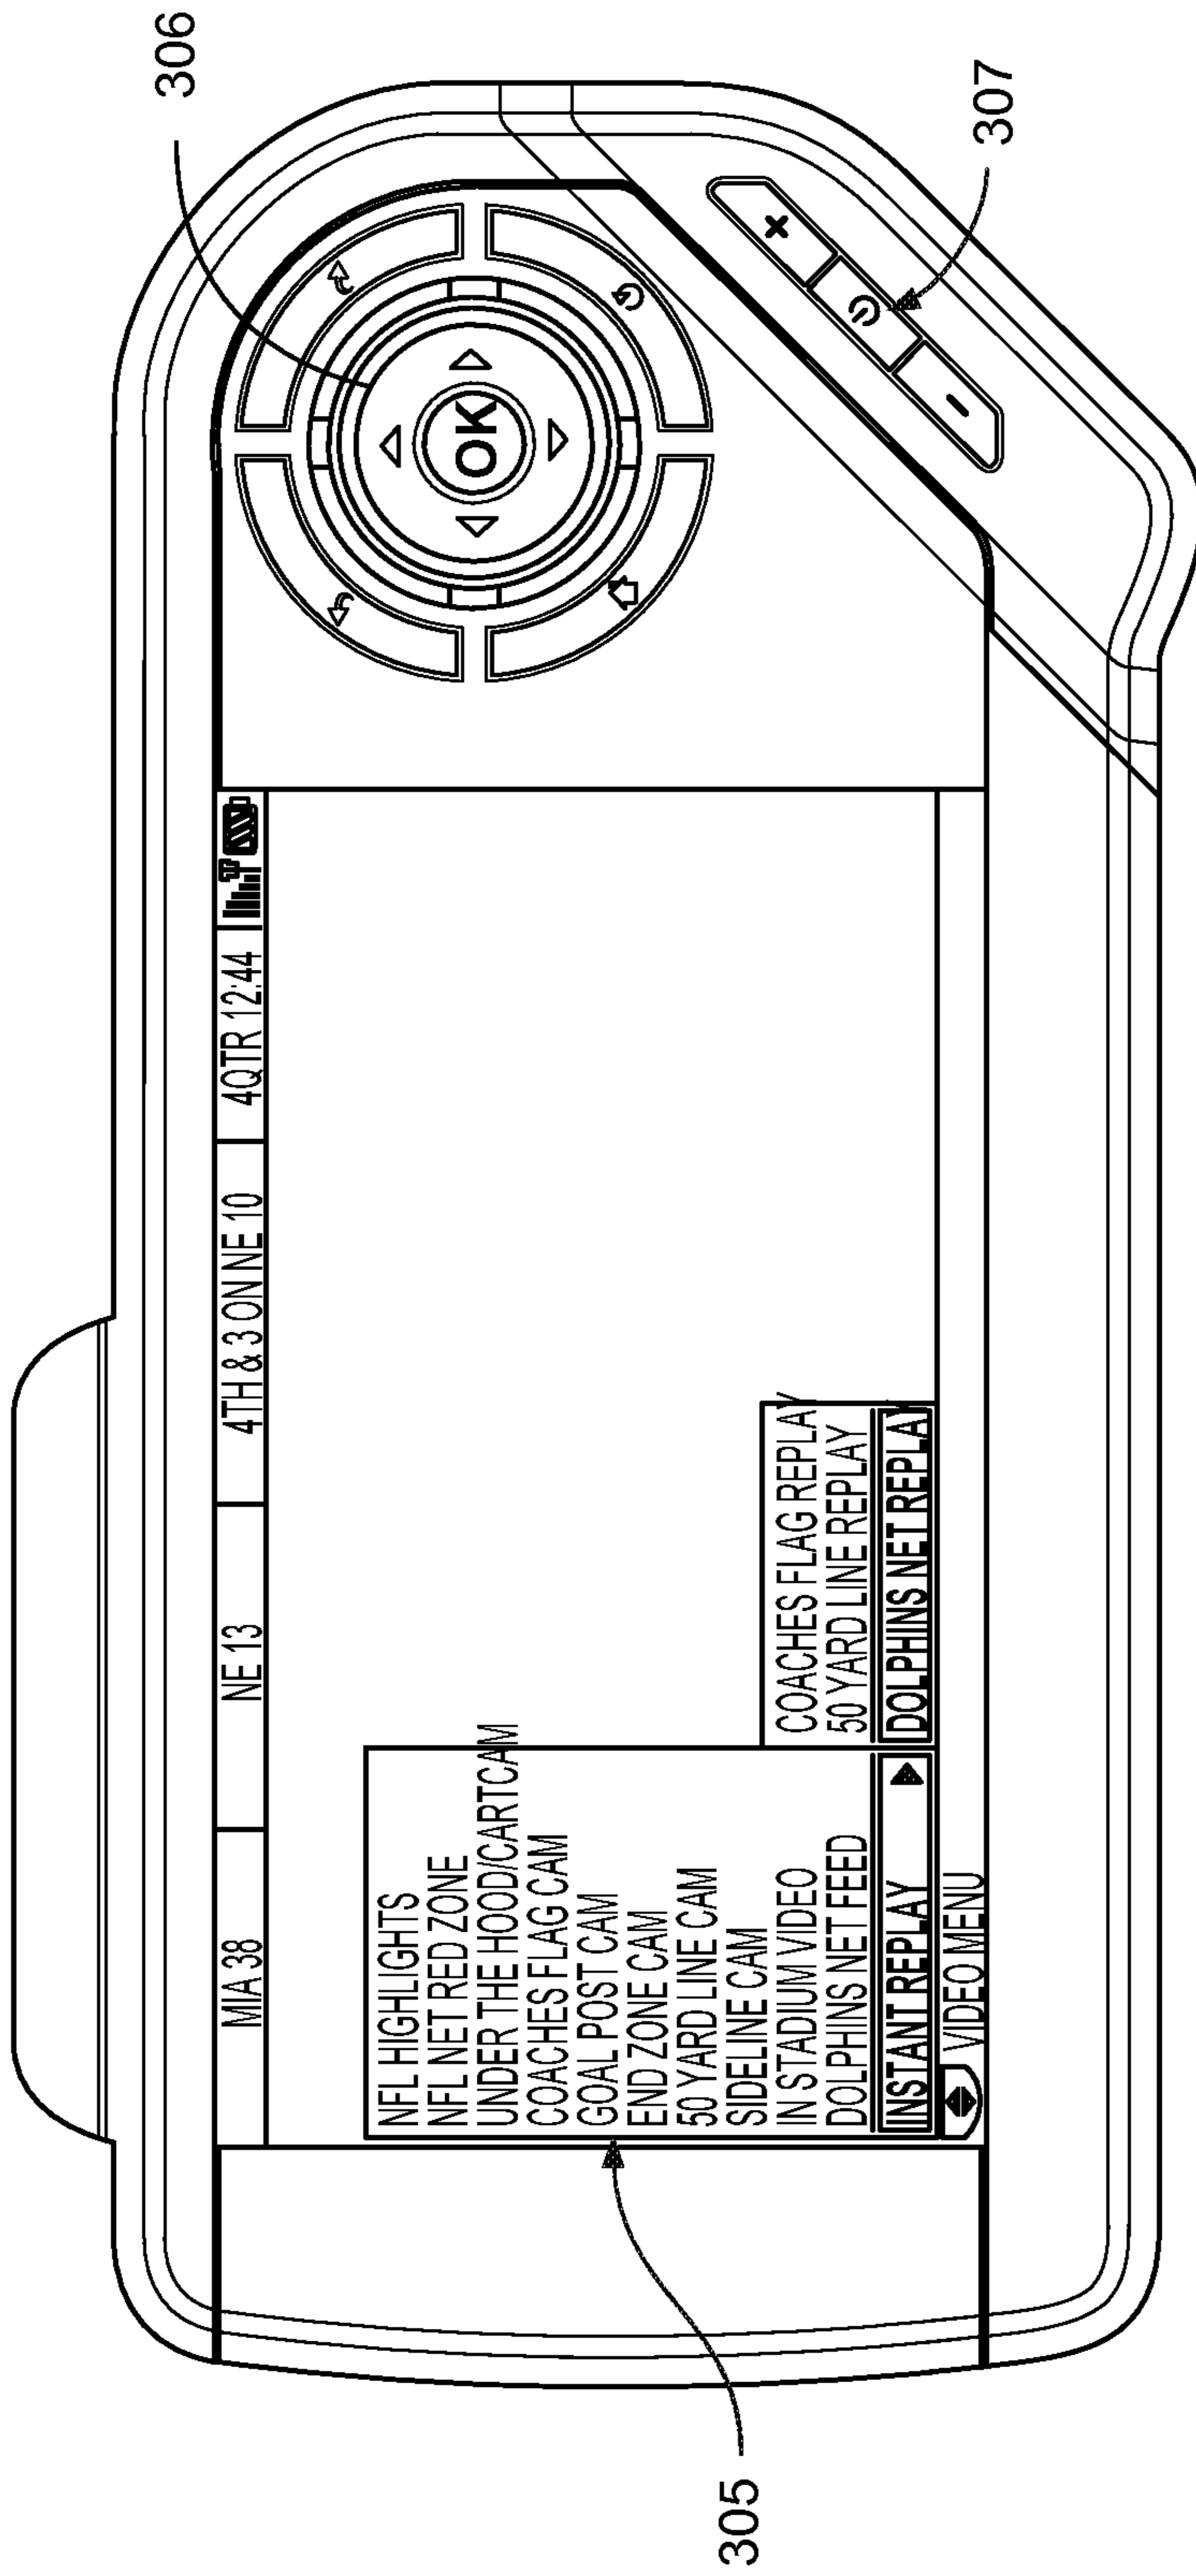 306
MIA 38 NE 13 4TH & 3 ON NE 10 4QTR 12:44
NFL HIGHLIGHTS
NFL NET RED ZONE
UNDER THE HOOD/CARTCAM
COACHES FLAG CAM
GOAL POST CAM
END ZONE CAM
50 YARD LINE CAM
SIDELINE CAM
IN STADIUM VIDEO
DOLPHINS NET FEED
INSTANT REPLAY
COACHES FLAG REPLAY
50 YARD LINE REPLAY
DOLPHINS NET REPLAY
VIDEO MENU
OK
+
-
305
307